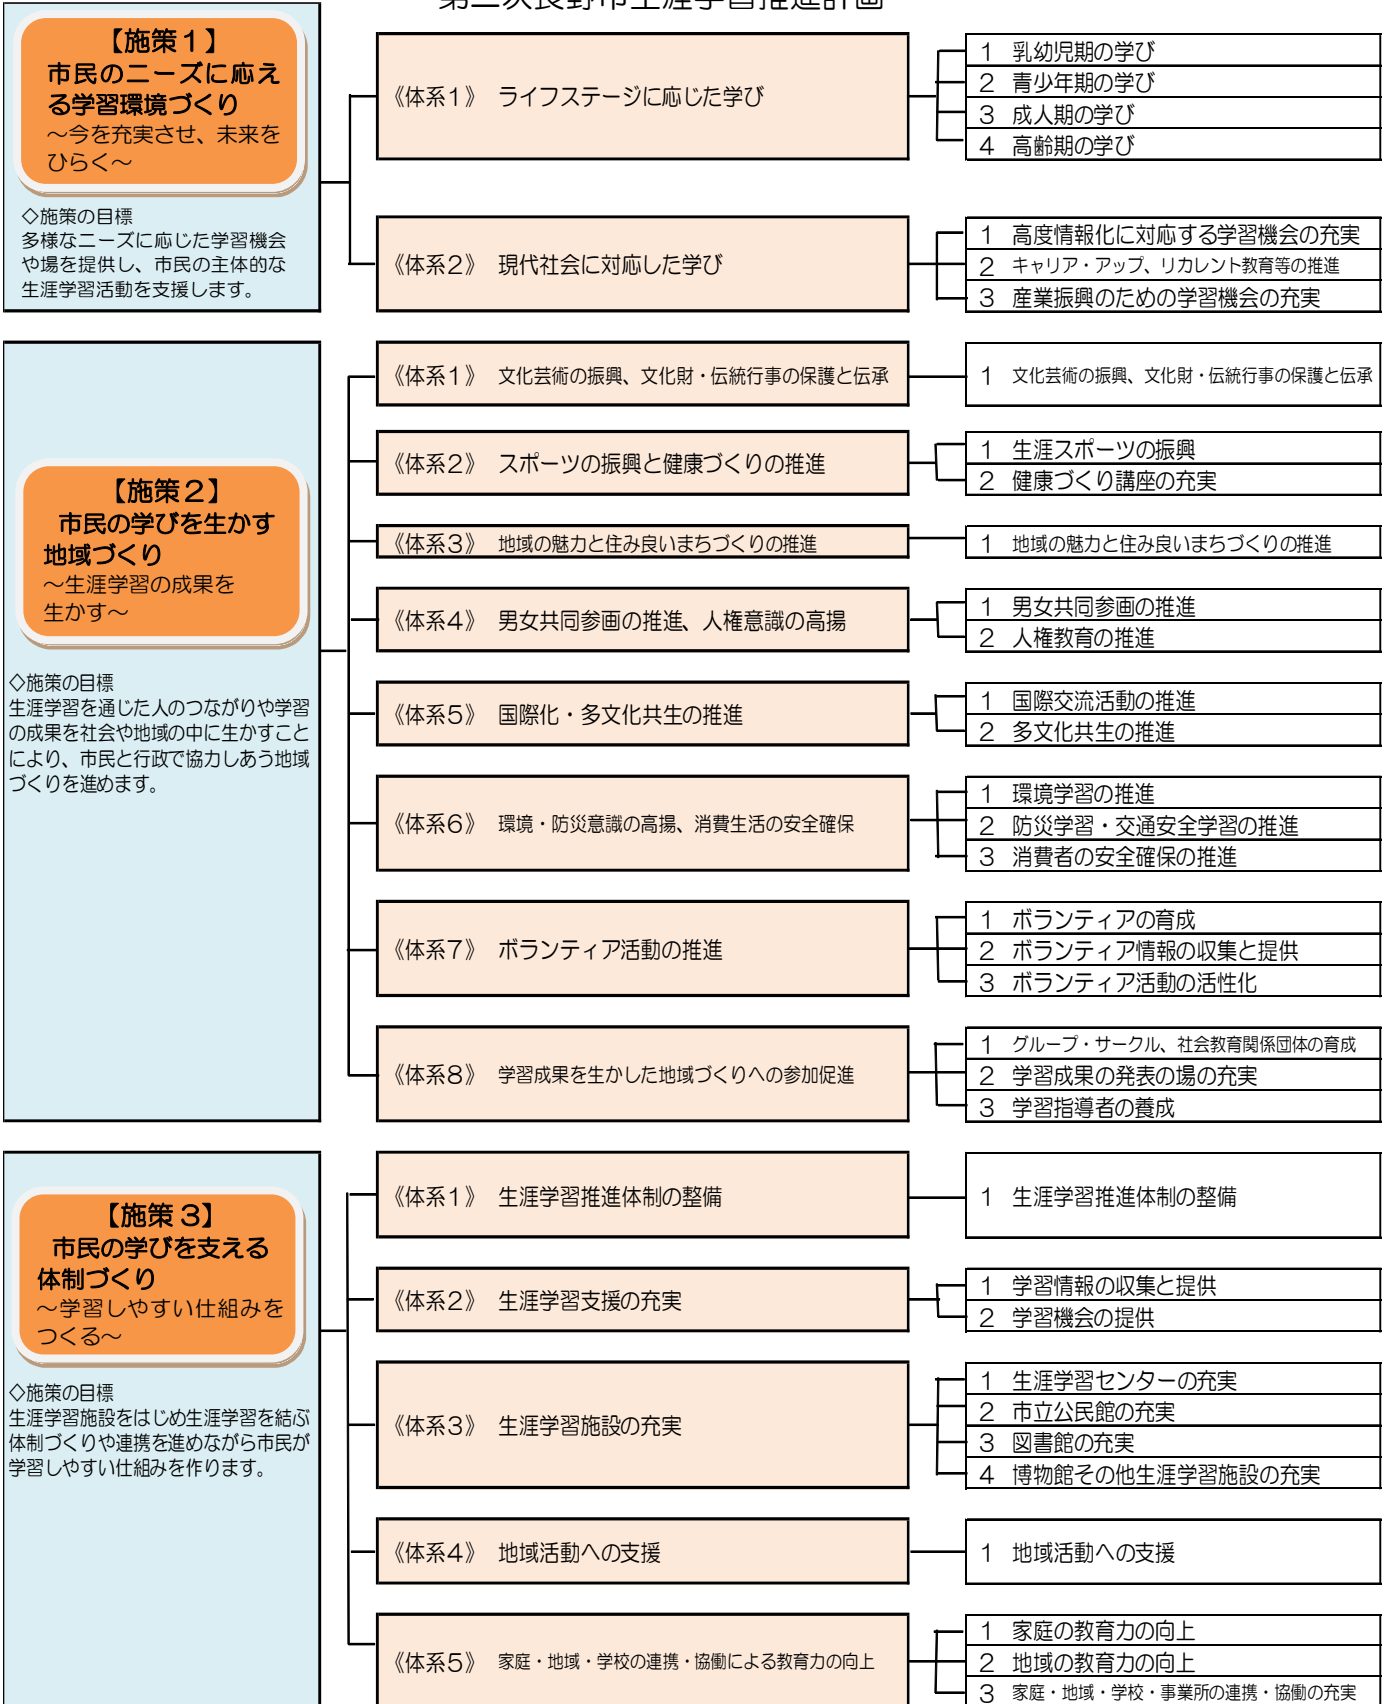 【施策１】
市民のニーズに応え
る学習環境づくり
～今を充実させ、未来を
ひらく～
◇施策の目標
多様なニーズに応じた学習機会
や場を提供し、市民の主体的な
生涯学習活動を支援します。
《体系１》 ライフステージに応じた学び
1 乳幼児期の学び
2 青少年期の学び
3 成人期の学び
4 高齢期の学び
《体系２》 現代社会に対応した学び
1 高度情報化に対応する学習機会の充実
2 キャリア・アップ、リカレント教育等の推進
3 産業振興のための学習機会の充実
【施策２】
市民の学びを生かす
地域づくり
～生涯学習の成果を
生かす～
◇施策の目標
生涯学習を通じた人のつながりや学習
の成果を社会や地域の中に生かすこと
により、市民と行政で協力しあう地域
づくりを進めます。
《体系１》 文化芸術の振興、文化財・伝統行事の保護と伝承
1 文化芸術の振興、文化財・伝統行事の保護と伝承
《体系２》 スポーツの振興と健康づくりの推進
1 生涯スポーツの振興
2 健康づくり講座の充実
《体系３》 地域の魅力と住み良いまちづくりの推進
1 地域の魅力と住み良いまちづくりの推進
《体系４》 男女共同参画の推進、人権意識の高揚
1 男女共同参画の推進
2 人権教育の推進
《体系５》 国際化・多文化共生の推進
1 国際交流活動の推進
2 多文化共生の推進
《体系６》 環境・防災意識の高揚、消費生活の安全確保
1 環境学習の推進
2 防災学習・交通安全学習の推進
3 消費者の安全確保の推進
《体系７》 ボランティア活動の推進
1 ボランティアの育成
2 ボランティア情報の収集と提供
3 ボランティア活動の活性化
《体系８》 学習成果を生かした地域づくりへの参加促進
1 グループ・サークル、社会教育関係団体の育成
2 学習成果の発表の場の充実
3 学習指導者の養成
【施策３】
市民の学びを支える
体制づくり
～学習しやすい仕組みを
つくる～
◇施策の目標
生涯学習施設をはじめ生涯学習を結ぶ
体制づくりや連携を進めながら市民が
学習しやすい仕組みを作ります。
《体系１》 生涯学習推進体制の整備
1 生涯学習推進体制の整備
《体系２》 生涯学習支援の充実
1 学習情報の収集と提供
2 学習機会の提供
《体系３》 生涯学習施設の充実
1 生涯学習センターの充実
2 市立公民館の充実
3 図書館の充実
4 博物館その他生涯学習施設の充実
《体系４》 地域活動への支援
1 地域活動への支援
《体系５》 家庭・地域・学校の連携・協働による教育力の向上
1 家庭の教育力の向上
2 地域の教育力の向上
3 家庭・地域・学校・事業所の連携・協働の充実